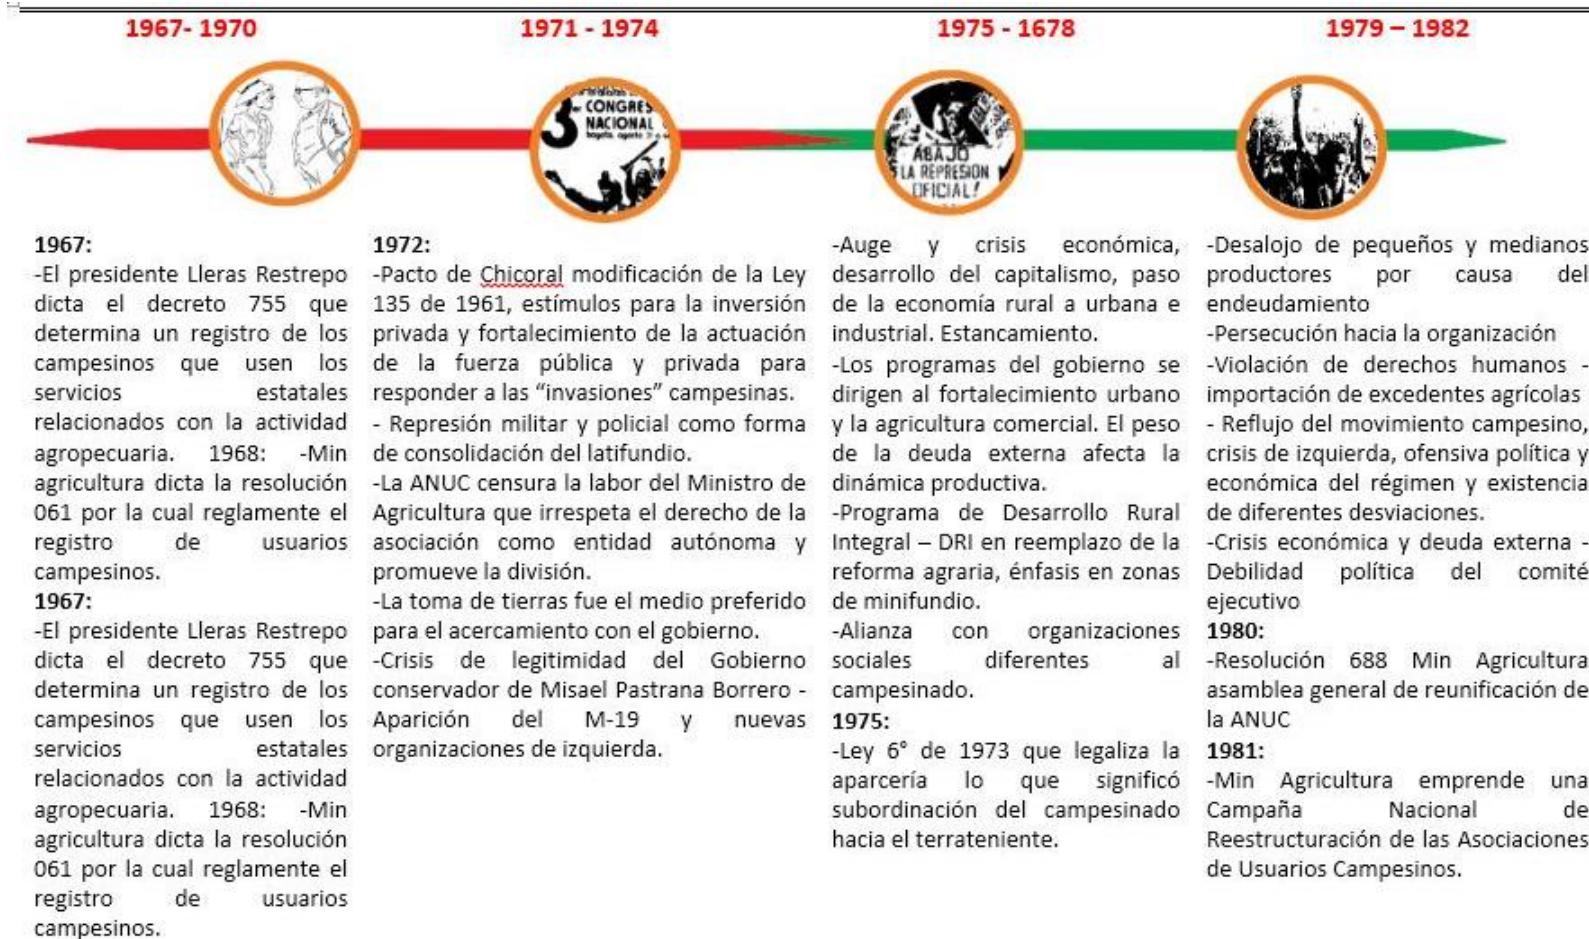 1967- 1970
1971 - 1974
1975 - 1678
1979 – 1982
3er CONGRES
NACIONAL
ABAJO
LA REPRESION
OFICIAL!
1967:
-El presidente Lleras Restrepo
dicta el decreto 755 que
determina un registro de los
campesinos que usen los
servicios estatales
relacionados con la actividad
agropecuaria. 1968: -Min
agricultura dicta la resolución
061 por la cual reglamente el
registro de usuarios
campesinos.
1967:
-El presidente Lleras Restrepo
dicta el decreto 755 que
determina un registro de los
campesinos que usen los
servicios estatales
relacionados con la actividad
agropecuaria. 1968: -Min
agricultura dicta la resolución
061 por la cual reglamente el
registro de usuarios
campesinos.
1972:
-Pacto de Chicoral modificación de la Ley
135 de 1961, estímulos para la inversión
privada y fortalecimiento de la actuación
de la fuerza pública y privada para
responder a las “invasiones” campesinas.
- Represión militar y policial como forma
de consolidación del latifundio.
-La ANUC censura la labor del Ministro de
Agricultura que irrespeta el derecho de la
asociación como entidad autónoma y
promueve la división.
-La toma de tierras fue el medio preferido
para el acercamiento con el gobierno.
-Crisis de legitimidad del Gobierno
conservador de Misael Pastrana Borrero -
Aparición del M-19 y nuevas
organizaciones de izquierda.
-Auge y crisis económica,
desarrollo del capitalismo, paso
de la economía rural a urbana e
industrial. Estancamiento.
-Los programas del gobierno se
dirigen al fortalecimiento urbano
y la agricultura comercial. El peso
de la deuda externa afecta la
dinámica productiva.
-Programa de Desarrollo Rural
Integral – DRI en reemplazo de la
reforma agraria, énfasis en zonas
de minifundio.
-Alianza con organizaciones
sociales diferentes al
campesinado.
1975:
-Ley 6° de 1973 que legaliza la
aparcería lo que significó
subordinación del campesinado
hacia el terrateniente.
-Desalojo de pequeños y medianos
productores por causa del
endeudamiento
-Persecución hacia la organización
-Violación de derechos humanos -
importación de excedentes agrícolas
- Reflujo del movimiento campesino,
crisis de izquierda, ofensiva política y
económica del régimen y existencia
de diferentes desviaciones.
-Crisis económica y deuda externa -
Debilidad política del comité
ejecutivo
1980:
-Resolución 688 Min Agricultura
asamblea general de reunificación de
la ANUC
1981:
-Min Agricultura emprende una
Campaña Nacional de
Reestructuración de las Asociaciones
de Usuarios Campesinos.